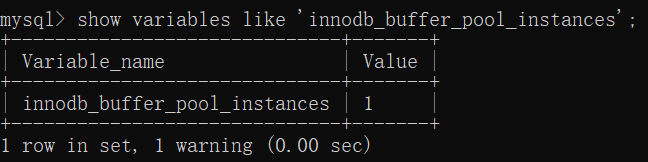 mysql> show variables like 'innodb_buffer_pool_instances';
+------------------------------+-------+
| Variable_name                | Value |
+------------------------------+-------+
| innodb_buffer_pool_instances | 1     |
+------------------------------+-------+
1 row in set, 1 warning (0.00 sec)